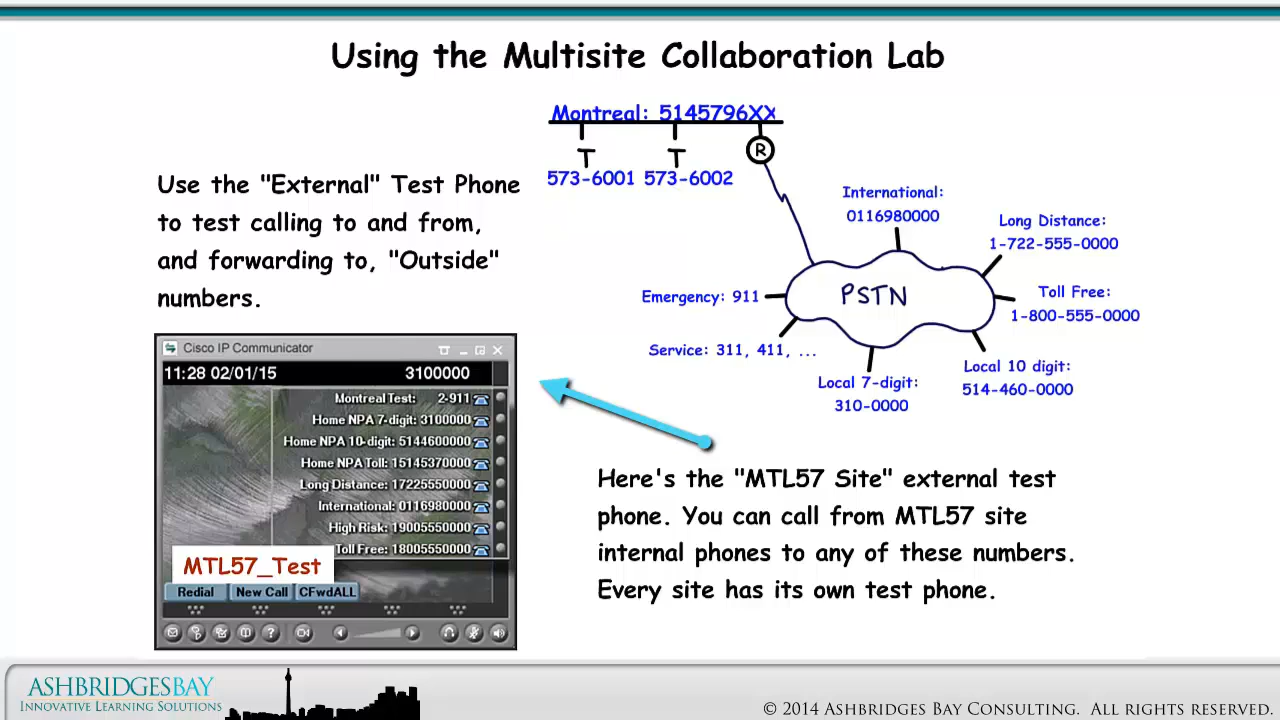 Using the Multisite Collaboration Lab
Montreal: 5145796XX
T T R
573-6001 573-6002
Use the "External" Test Phone
to test calling to and from,
and forwarding to, "Outside"
numbers.
International:
0116980000
Long Distance:
1-722-555-0000
Emergency: 911
PSTN
Toll Free:
1-800-555-0000
Service: 311, 411, ...
Local 7-digit:
310-0000
Local 10 digit:
514-460-0000
Cisco IP Communicator
11:28 02/01/15 3100000
Montreal Test: 2-911
Home NPA 7-digit: 3100000
Home NPA 10-digit: 5144600000
Home NPA Toll: 15145370000
Long Distance: 17225550000
International: 0116980000
High Risk: 19005550000
Toll Free: 18005550000
MTL57_Test
Redial New Call CFwdALL
?
Here's the "MTL57 Site" external test
phone. You can call from MTL57 site
internal phones to any of these numbers.
Every site has its own test phone.
ASHBRIDGESBAY
INNOVATIVE LEARNING SOLUTIONS
© 2014 ASHBRIDGES BAY CONSULTING. ALL RIGHTS RESERVED.